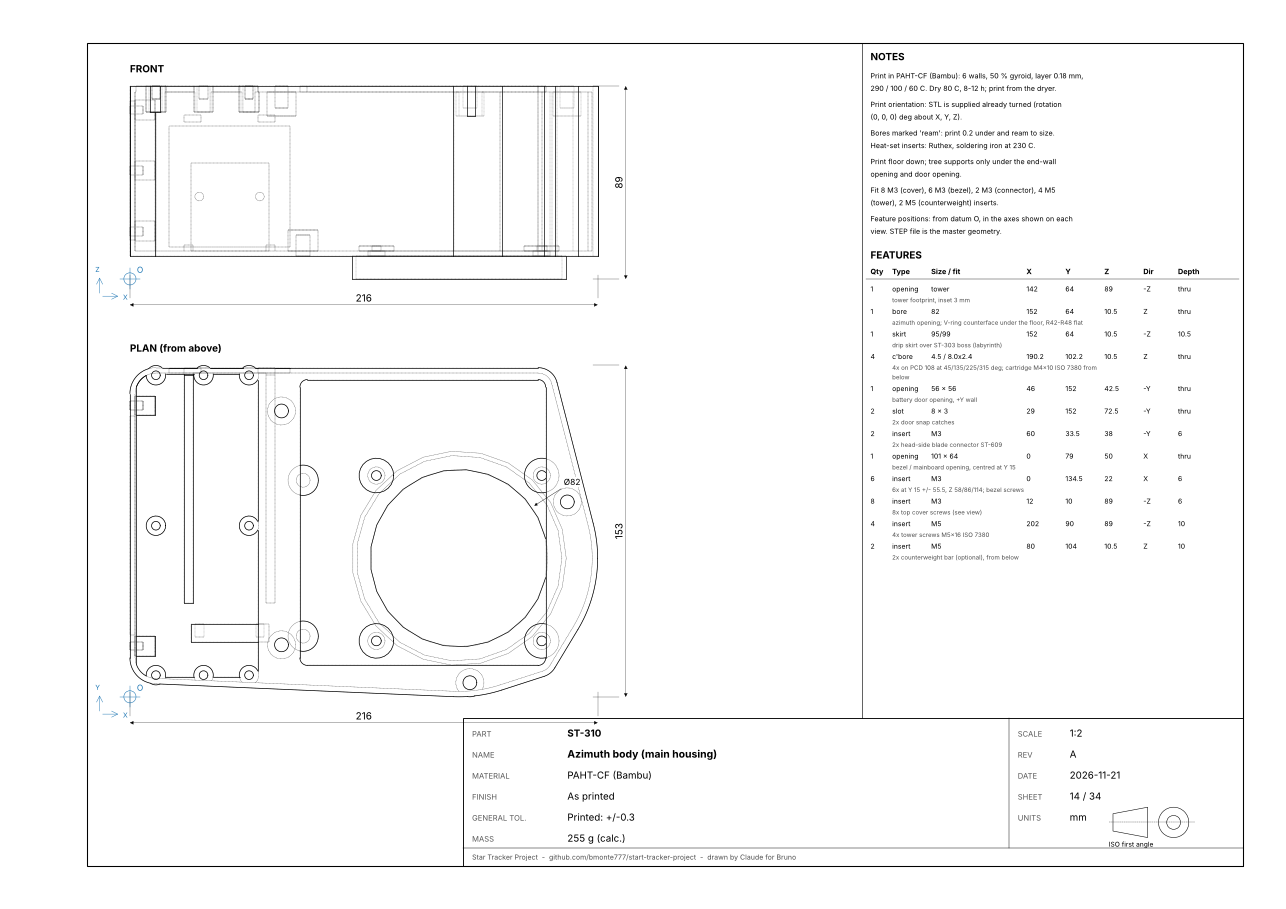 FRONT
89
Z
O
X
216
PLAN (from above)
Ø82
153
Y
O
X
216
NOTES
Print in PAHT-CF (Bambu): 6 walls, 50 % gyroid, layer 0.18 mm,
290 / 100 / 60 C. Dry 80 C, 8-12 h; print from the dryer.
Print orientation: STL is supplied already turned (rotation
(0, 0, 0) deg about X, Y, Z).
Bores marked 'ream': print 0.2 under and ream to size.
Heat-set inserts: Ruthex, soldering iron at 230 C.
Print floor down; tree supports only under the end-wall
opening and door opening.
Fit 8 M3 (cover), 6 M3 (bezel), 2 M3 (connector), 4 M5
(tower), 2 M5 (counterweight) inserts.
Feature positions: from datum O, in the axes shown on each
view. STEP file is the master geometry.
FEATURES
Qty Type Size / fit X Y Z Dir Depth
1 opening tower 142 64 89 -Z thru
tower footprint, inset 3 mm
1 bore 82 152 64 10.5 Z thru
azimuth opening; V-ring counterface under the floor, R42-R48 flat
1 skirt 95/99 152 64 10.5 -Z 10.5
drip skirt over ST-303 boss (labyrinth)
4 c'bore 4.5 / 8.0x2.4 190.2 102.2 10.5 Z thru
4x on PCD 108 at 45/135/225/315 deg; cartridge M4×10 ISO 7380 from
below
1 opening 56 × 56 46 152 42.5 -Y thru
battery door opening, +Y wall
2 slot 8 × 3 29 152 72.5 -Y thru
2x door snap catches
2 insert M3 60 33.5 38 -Y 6
2x head-side blade connector ST-609
1 opening 101 × 64 0 79 50 X thru
bezel / mainboard opening, centred at Y 15
6 insert M3 0 134.5 22 X 6
6x at Y 15 +/- 55.5, Z 58/86/114; bezel screws
8 insert M3 12 10 89 -Z 6
8x top cover screws (see view)
4 insert M5 202 90 89 -Z 10
4x tower screws M5×16 ISO 7380
2 insert M5 80 104 10.5 Z 10
2x counterweight bar (optional), from below
PART ST-310
NAME Azimuth body (main housing)
MATERIAL PAHT-CF (Bambu)
FINISH As printed
GENERAL TOL. Printed: +/-0.3
MASS 255 g (calc.)
SCALE 1:2
REV A
DATE 2026-11-21
SHEET 14 / 34
UNITS mm
ISO first angle
Star Tracker Project - github.com/bmonte777/start-tracker-project - drawn by Claude for Bruno